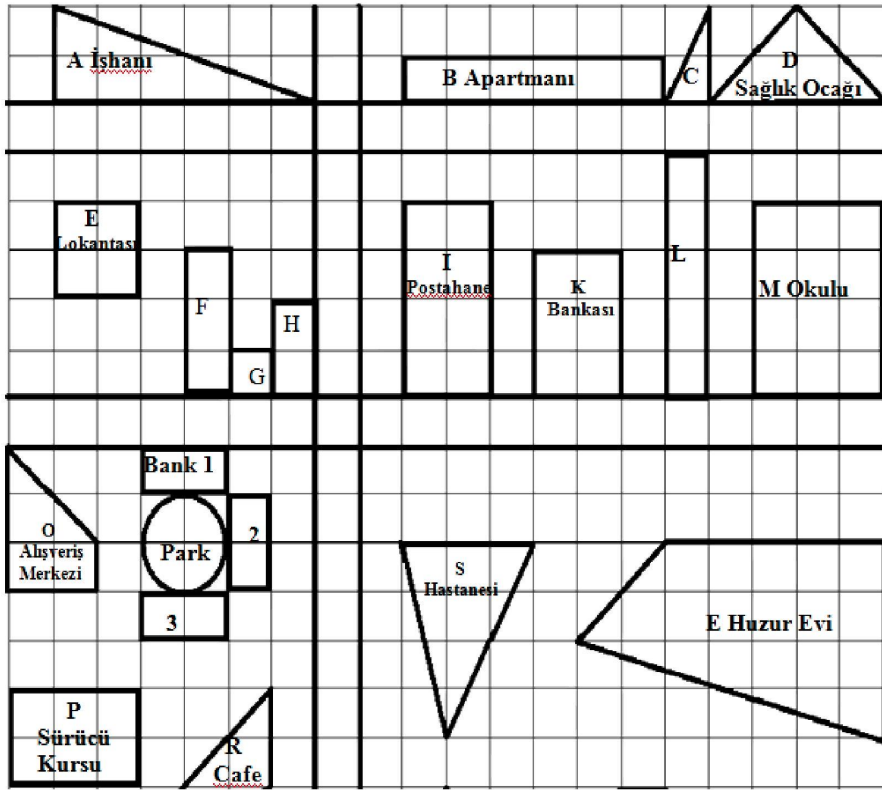 A İşhanı
B Apartmanı
C
D
Sağlık Ocağı
E
Lokantası
F
G
H
I
Postahane
K
Bankası
L
M Okulu
Bank 1
Park
2
3
O
Alışveriş
Merkezi
S
Hastanesi
E Huzur Evi
P
Sürücü
Kursu
R
Cafe